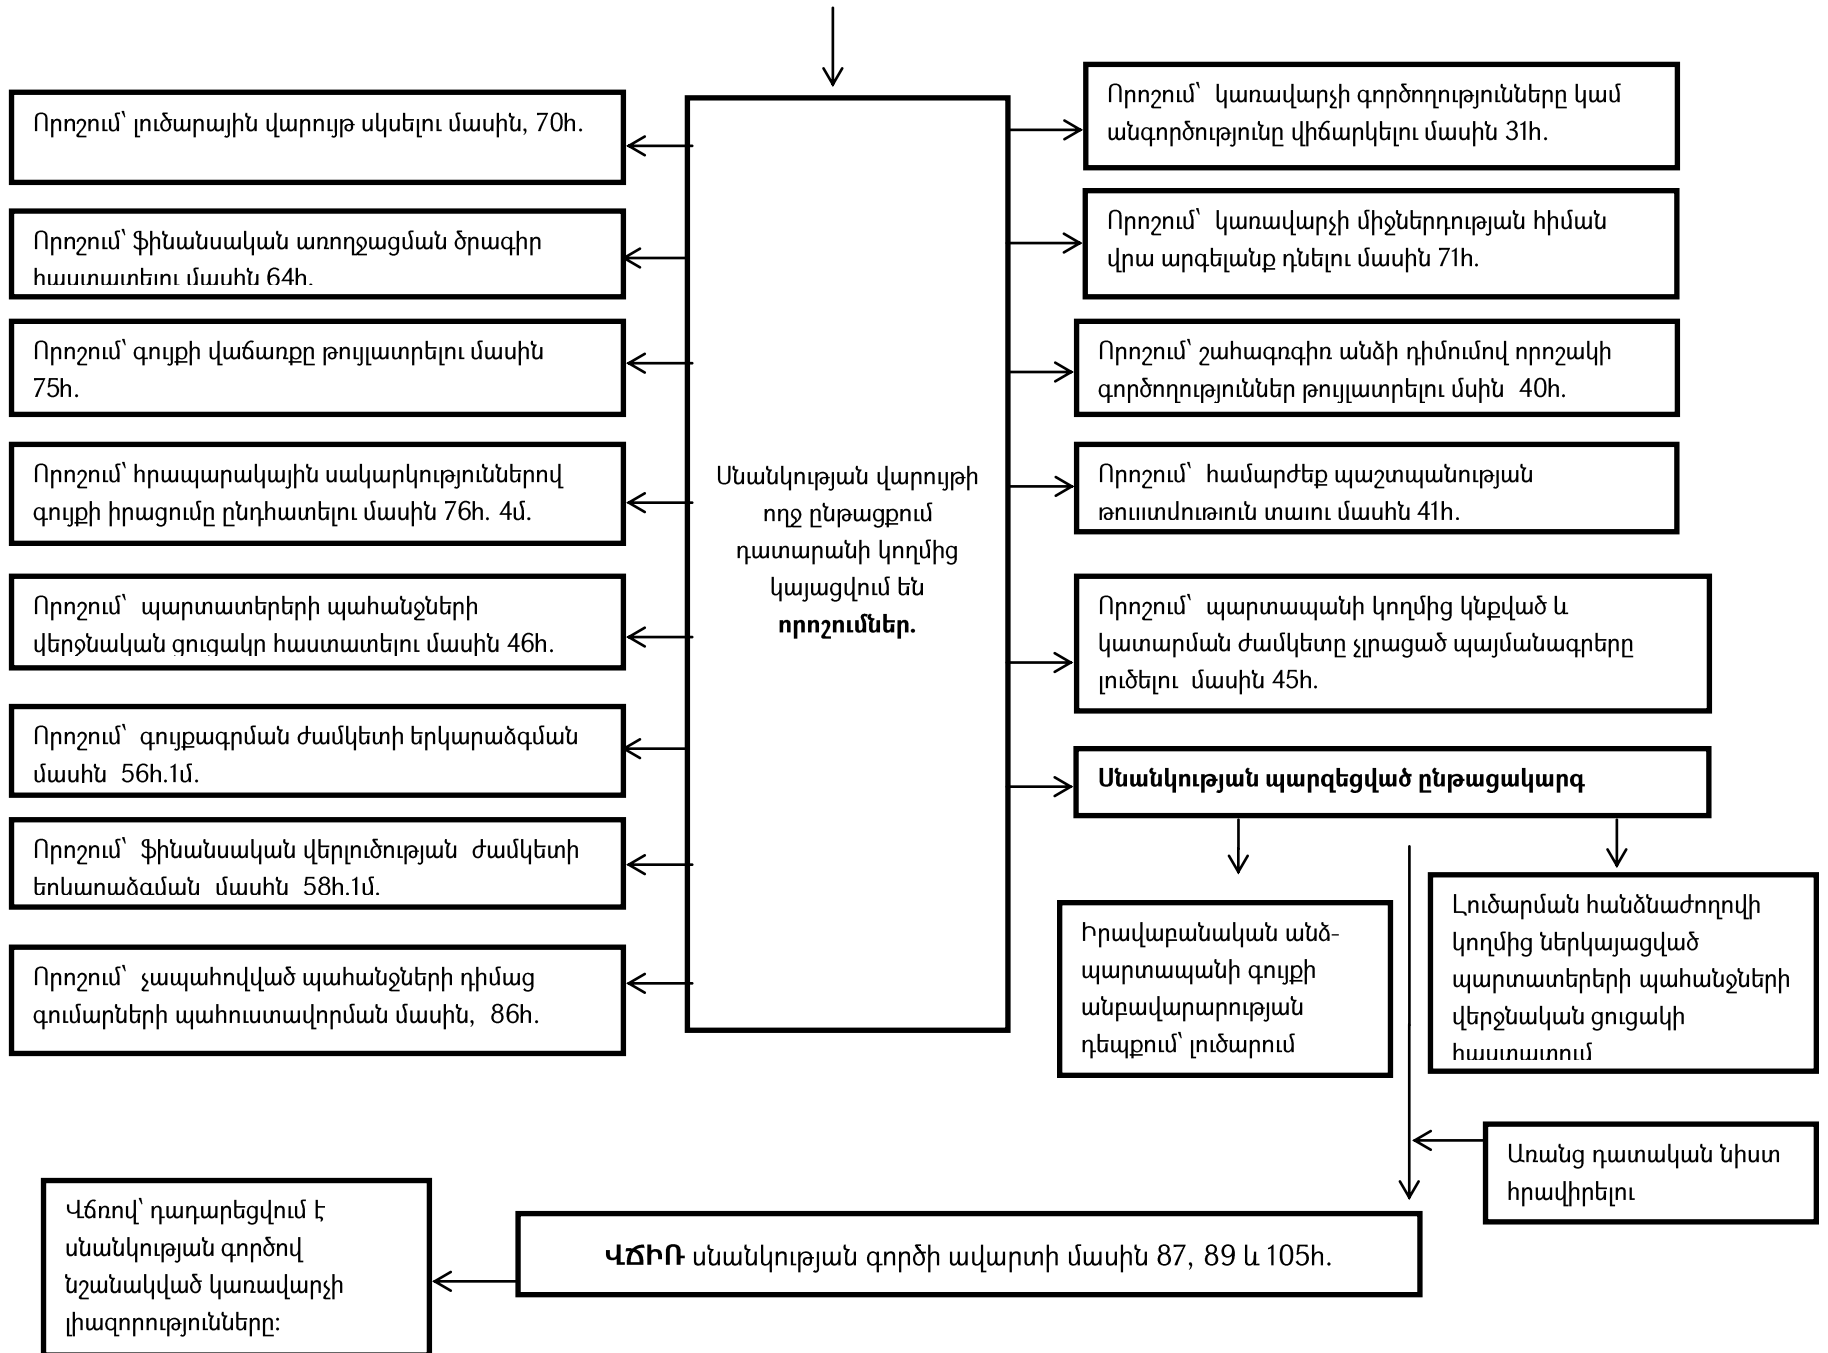 Որոշում՝ լուծարային վարույթ սկսելու մասին, 70հ.
Որոշում՝ ֆինանսական առողջացման ծրագիր
հաստատելու մասին 64հ.
Որոշում՝ գույքի վաճառքը թույլատրելու մասին
75հ.
Որոշում՝ հրապարակային սակարկություններով
գույքի իրացումը ընդհատելու մասին 76հ. 4մ.
Որոշում՝ պարտատերերի պահանջների
վերջնական ցուցակը հաստատելու մասին 46հ.
Որոշում՝ գույքագրման ժամկետի երկարաձգման
մասին 56հ.1մ.
Որոշում՝ ֆինանսական վերլուծության ժամկետի
երկարաձգման մասին 58հ.1մ.
Որոշում՝ չապահովված պահանջների դիմաց
գումարների պահուստավորման մասին, 86հ.
Սնանկության վարույթի
ողջ ընթացքում
դատարանի կողմից
կայացվում են
որոշումներ.
Որոշում՝ կառավարչի գործողությունները կամ
անգործությունը վիճարկելու մասին 31հ.
Որոշում՝ կառավարչի միջներդության հիման
վրա արգելանք դնելու մասին 71հ.
Որոշում՝ շահագռգիռ անձի դիմումով որոշակի
գործողություններ թույլատրելու մսին 40հ.
Որոշում՝ համարժեք պաշտպանության
թույլտվություն տալու մասին 41հ.
Որոշում՝ պարտապանի կողմից կնքված և
կատարման ժամկետը չլրացած պայմանագրերը
լուծելու մասին 45հ.
Սնանկության պարզեցված ընթացակարգ
Իրավաբանական անձ-
պարտապանի գույքի
անբավարարության
դեպքում՝ լուծարում
Լուծարման հանձնաժողովի
կողմից ներկայացված
պարտատերերի պահանջների
վերջնական ցուցակի
հաստատում
Առանց դատական նիստ
հրավիրելու
ՎՃԻՌ սնանկության գործի ավարտի մասին 87, 89 և 105հ.
Վճռով՝ դադարեցվում է
սնանկության գործով
նշանակված կառավարչի
լիազորությունները: